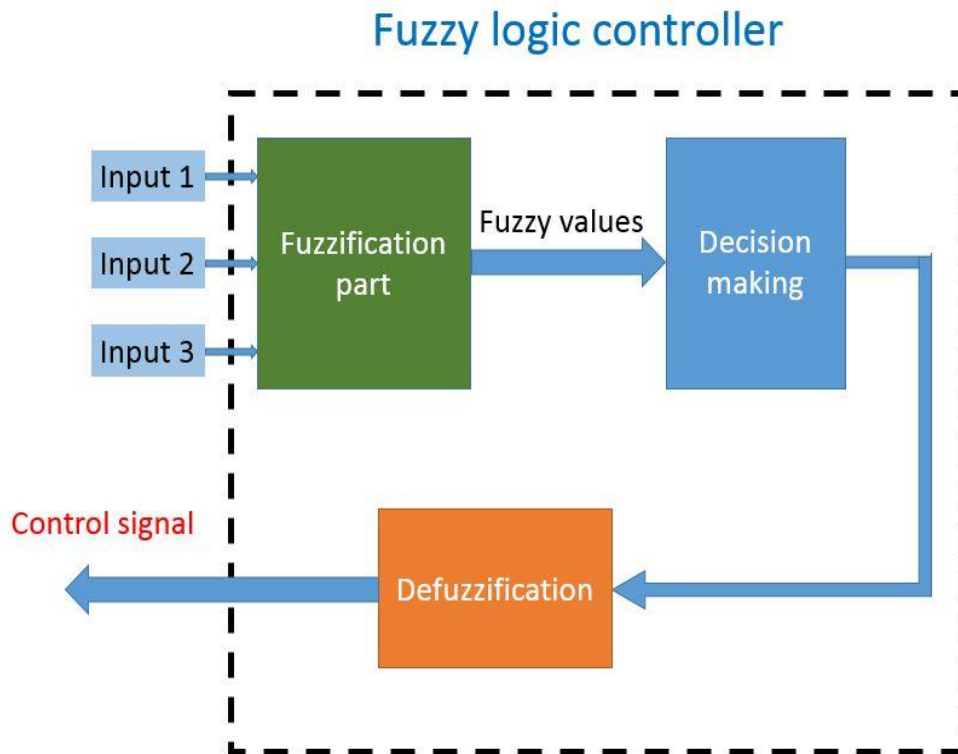 Fuzzy logic controller
Input 1
Input 2
Input 3
Fuzzification
part
Fuzzy values
Decision
making
Control signal
Defuzzification